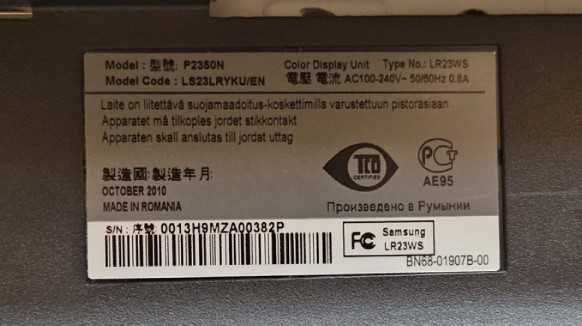 Model : 型號: P2350N Color Display Unit Type No.: LR23WS
Model Code : LS23LRYKU/EN 電壓 電流 AC100-240V~ 50/60Hz 0.8A
Laite on liitettävä suojamaadoitus-koskettimilla varustettuun pistorasiaan
Apparatet må tilkoples jordet stikkontakt
Apparaten skall anslutas till jordat uttag
製造國:製造年月:
OCTOBER 2010
MADE IN ROMANIA
TCO
CERTIFIED
РСТ
AE95
Произведено в Румынии
S/N : 序號: 0013H9MZA00382P
FC Samsung
LR23WS
BN68-01907B-00